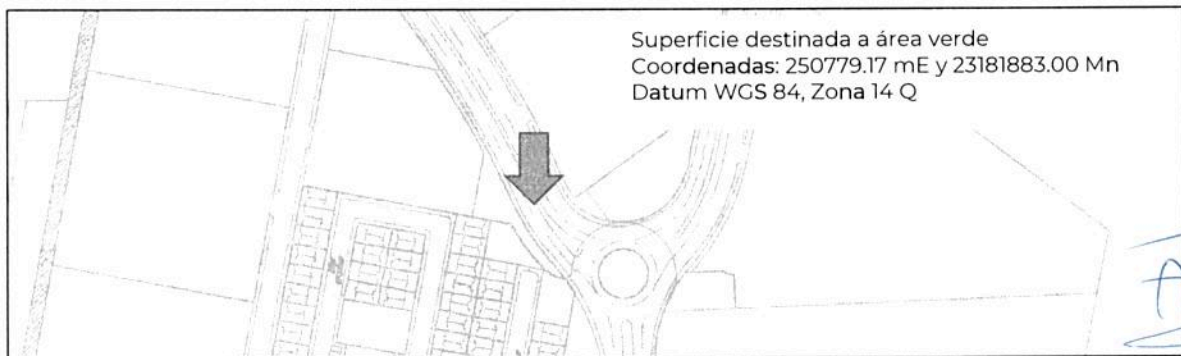 Superficie destinada a área verde
Coordenadas: 250779.17 mE y 23181883.00 Mn
Datum WGS 84, Zona 14 Q